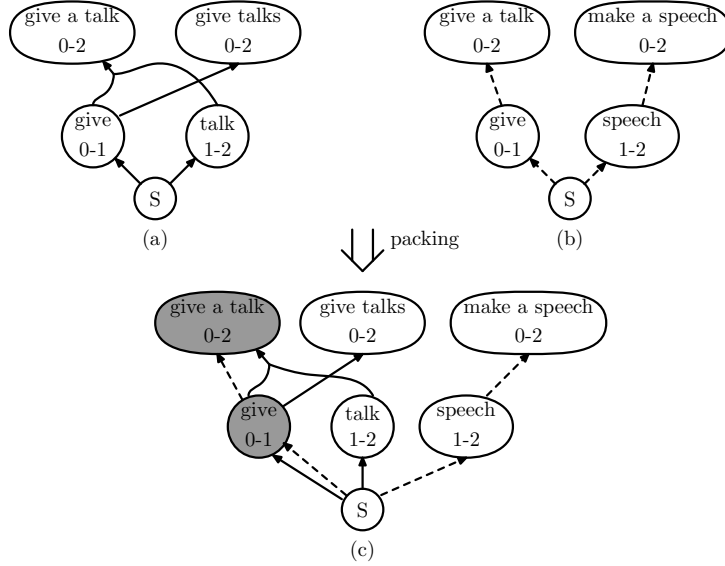 give a talk
0-2
give talks
0-2
give
0-1
talk
1-2
S
(a)
give a talk
0-2
make a speech
0-2
give
0-1
speech
1-2
S
(b)
packing
give a talk
0-2
give talks
0-2
make a speech
0-2
give
0-1
talk
1-2
speech
1-2
S
(c)